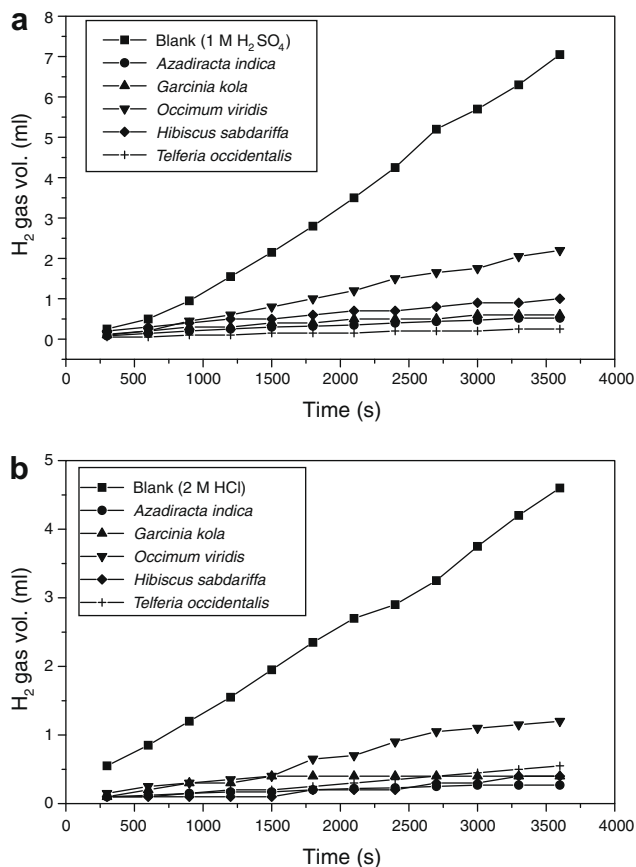 a
8
7
6
5
4
3
2
1
0
H₂ gas vol. (ml)
Blank (1 M H₂SO₄)
Azadiracta indica
Garcinia kola
Occimum viridis
Hibiscus sabdariffa
Telferia occidentalis
0 500 1000 1500 2000 2500 3000 3500 4000
Time (s)
b
5
4
3
2
1
0
H₂ gas vol. (ml)
Blank (2 M HCl)
Azadiracta indica
Garcinia kola
Occimum viridis
Hibiscus sabdariffa
Telferia occidentalis
0 500 1000 1500 2000 2500 3000 3500 4000
Time (s)